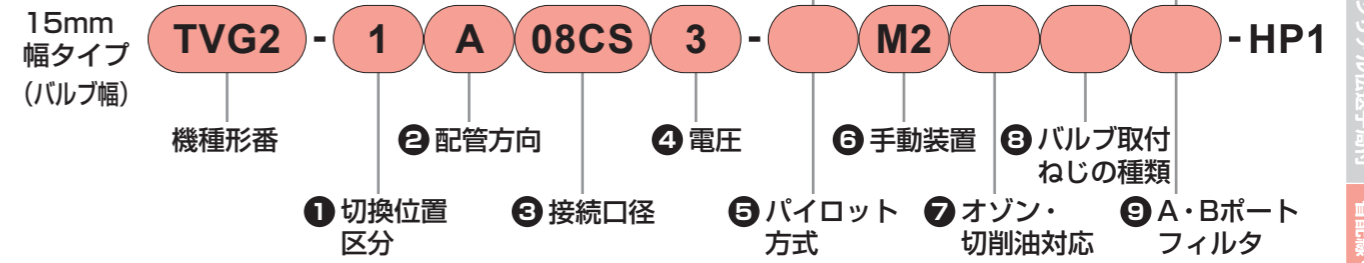 15mm
幅タイプ
(バルブ幅)
TVG2 - 1 A 08CS 3 - M2 - HP1
機種形番
❷ 配管方向
❹ 電圧
❻ 手動装置
❽ バルブ取付
ねじの種類
❶ 切換位置
区分
❸ 接続口径
❺ パイロット
方式
❼ オゾン・
切削油対応
❾ A・Bポート
フィルタ